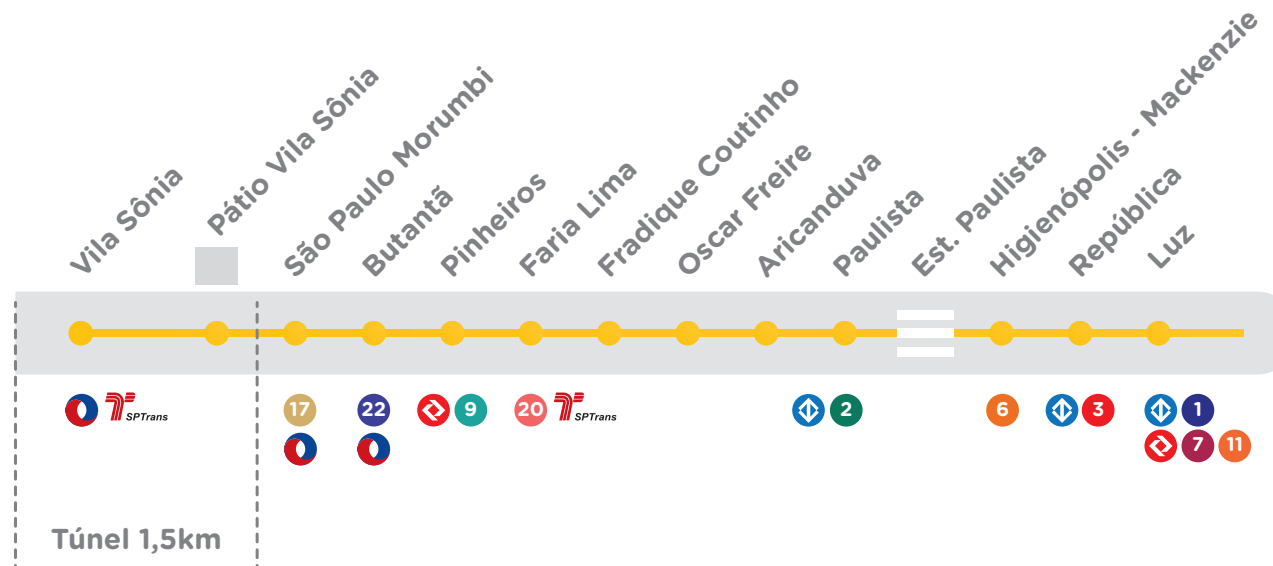 Vila Sônia
Pátio Vila Sônia
São Paulo Morumbi
Butantã
Pinheiros
Faria Lima
Fradique Coutinho
Oscar Freire
Aricanduva
Paulista
Est. Paulista
Higienópolis - Mackenzie
República
Luz
SPTrans
17
22
9
20
SPTrans
2
6
3
1
7
11
Túnel 1,5km